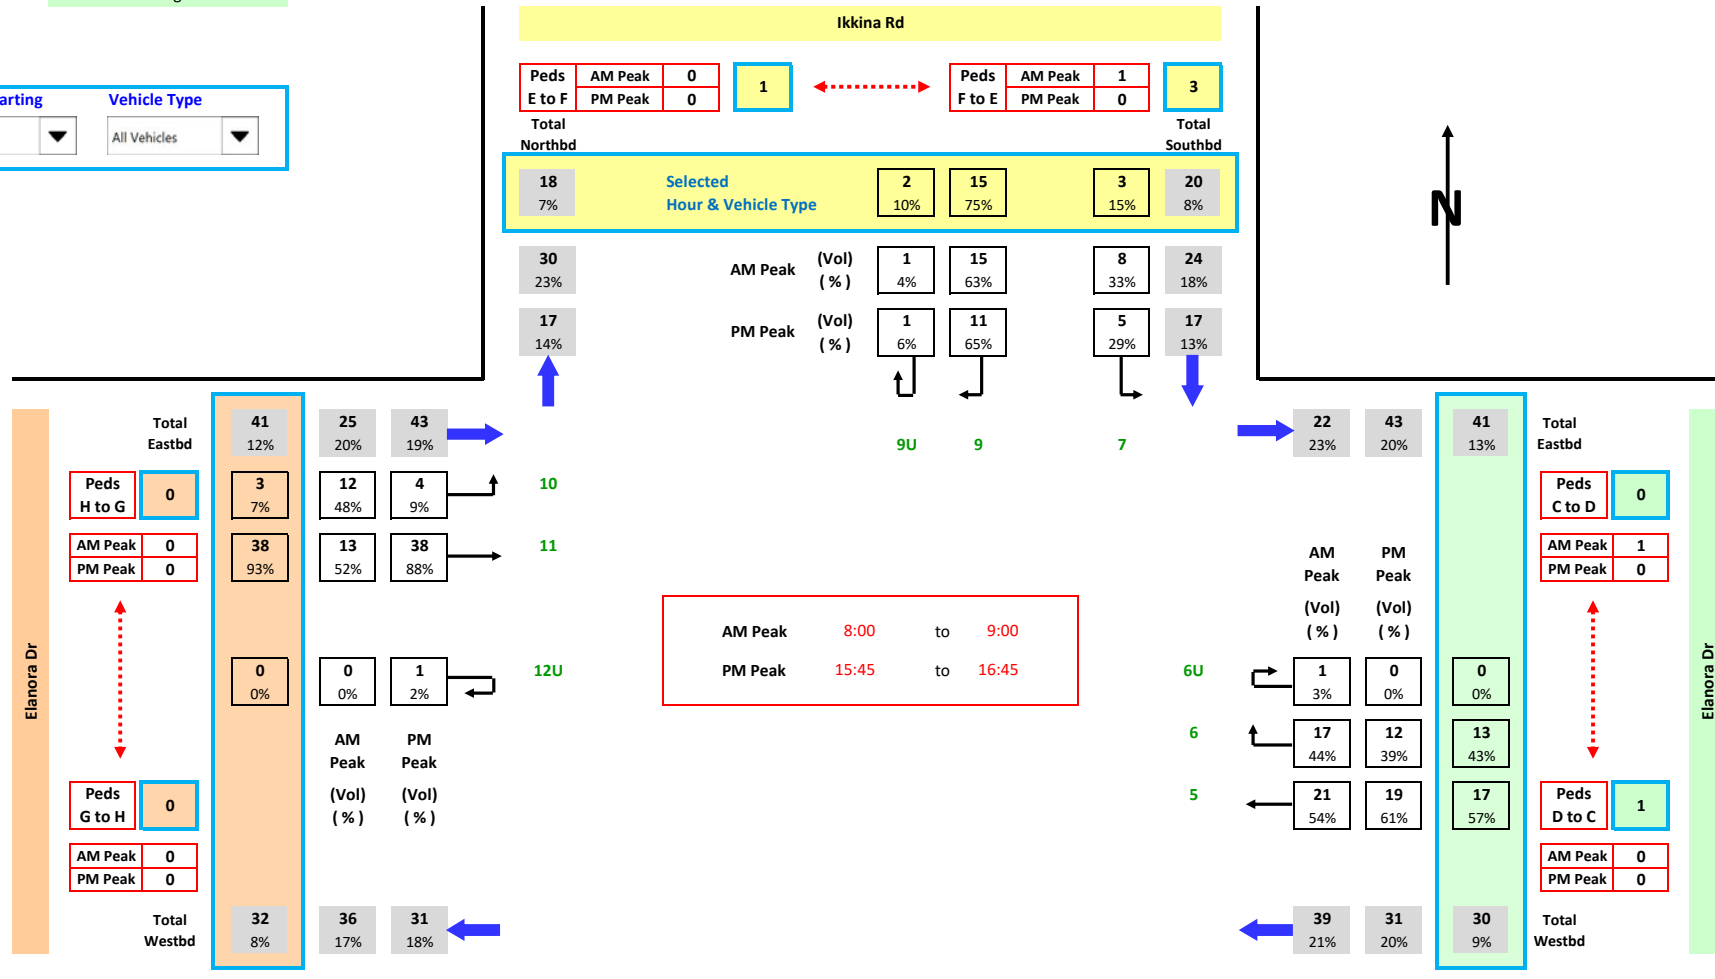 Ikkina Rd
Peds AM Peak 0 1 Peds AM Peak 1 3
E to F PM Peak 0 F to E PM Peak 0
arting Vehicle Type
All Vehicles
Total Total
Northbd Southbd
18 Selected 2 15 3 20
7% Hour & Vehicle Type 10% 75% 15% 8%
N
30 AM Peak (Vol) 1 15 8 24
23% ( % ) 4% 63% 33% 18%
17 PM Peak (Vol) 1 11 5 17
14% ( % ) 6% 65% 29% 13%
Total 41 25 43 22 43 41 Total
Eastbd 12% 20% 19% 9U 9 7 23% 20% 13% Eastbd
Peds 0 3 12 4 10 Peds 0
H to G 7% 48% 9% C to D
AM Peak 0 38 13 38 11 AM Peak 1
PM Peak 0 93% 52% 88% PM Peak 0
AM PM
Peak Peak
(Vol) (Vol)
( % ) ( % )
AM Peak 8:00 to 9:00
PM Peak 15:45 to 16:45
Elanora Dr
Elanora Dr
0 0 1 12U 6U 1 0 0
0% 0% 2% 3% 0% 0%
AM PM
Peak Peak
(Vol) (Vol)
( % ) ( % )
6 17 12 13
44% 39% 43%
Peds 0 5 21 19 17 Peds 1
G to H 54% 61% 57% D to C
AM Peak 0 AM Peak 0
PM Peak 0 PM Peak 0
Total 32 36 31 39 31 30 Total
Westbd 8% 17% 18% 21% 20% 9% Westbd